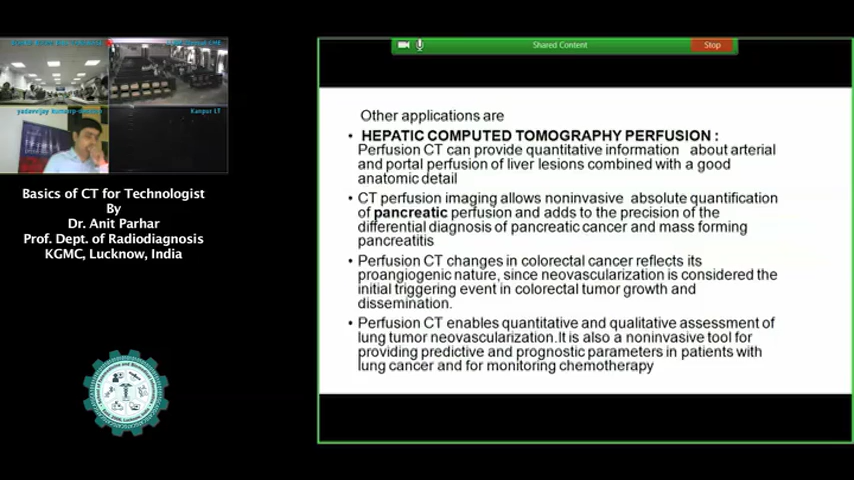 Kanpur LT
Shared Content
Stop
Basics of CT for Technologist
By
Dr. Anit Parhar
Prof. Dept. of Radiodiagnosis
KGMC, Lucknow, India
Other applications are
• HEPATIC COMPUTED TOMOGRAPHY PERFUSION :
Perfusion CT can provide quantitative information about arterial
and portal perfusion of liver lesions combined with a good
anatomic detail
• CT perfusion imaging allows noninvasive absolute quantification
of pancreatic perfusion and adds to the precision of the
differential diagnosis of pancreatic cancer and mass forming
pancreatitis
• Perfusion CT changes in colorectal cancer reflects its
proangiogenic nature, since neovascularization is considered the
initial triggering event in colorectal tumor growth and
dissemination.
• Perfusion CT enables quantitative and qualitative assessment of
lung tumor neovascularization.It is also a noninvasive tool for
providing predictive and prognostic parameters in patients with
lung cancer and for monitoring chemotherapy